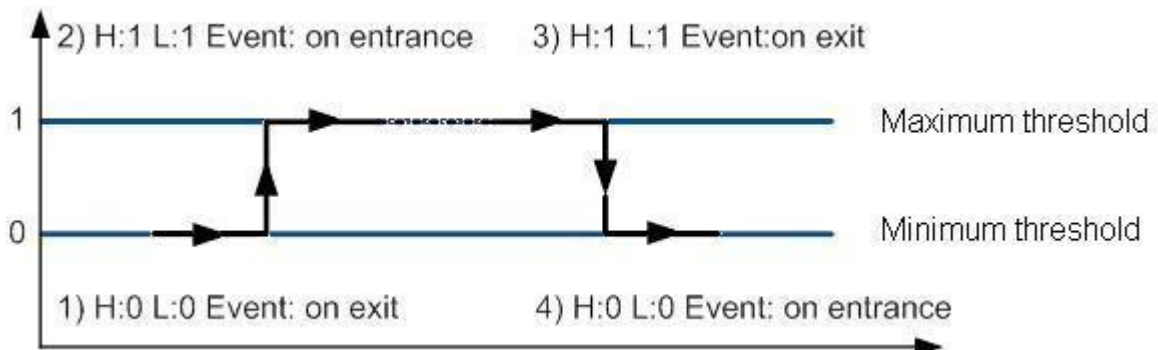 2) H:1 L:1 Event: on entrance
3) H:1 L:1 Event:on exit
1
Maximum threshold
0
Minimum threshold
1) H:0 L:0 Event: on exit
4) H:0 L:0 Event: on entrance